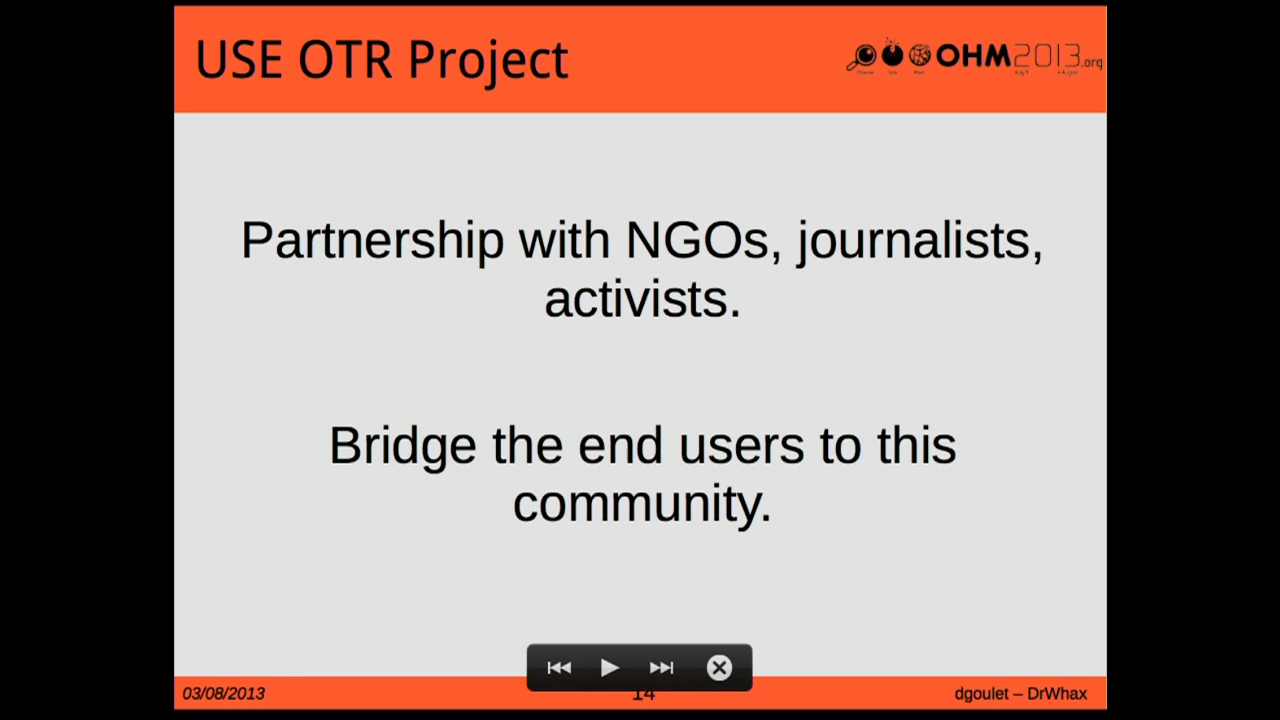 USE OTR Project
OHM2013.org
Partnership with NGOs, journalists,
activists.
Bridge the end users to this
community.
03/08/2013
14
dgoulet – DrWhax